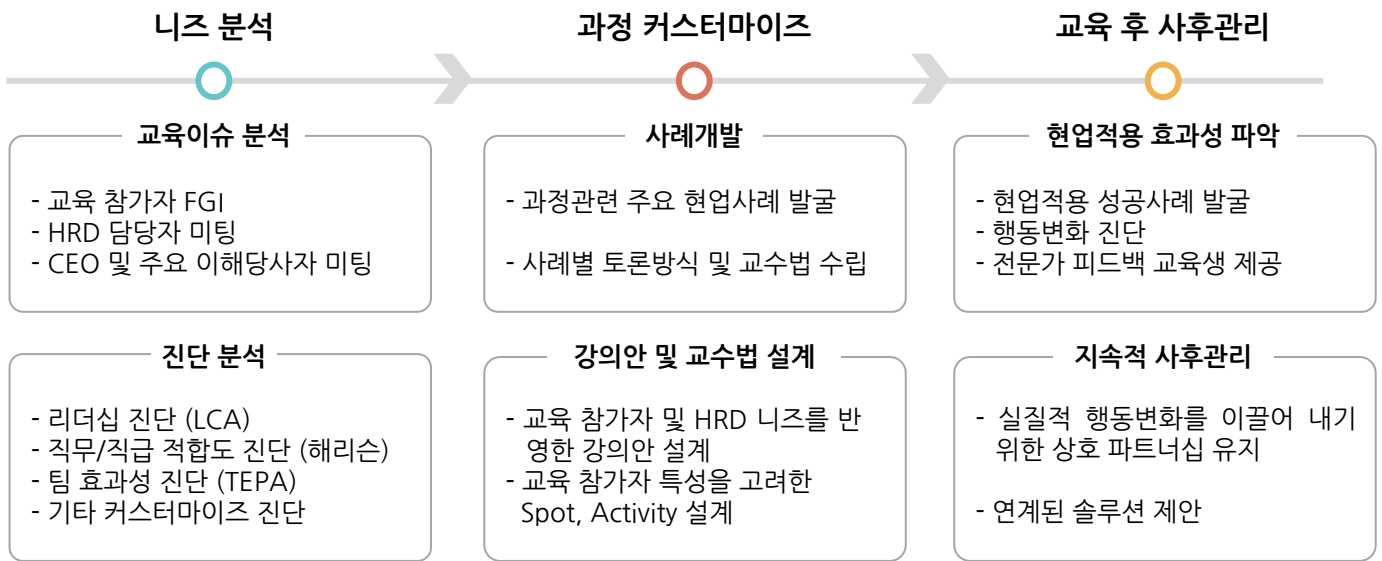 니즈 분석
과정 커스터마이즈
교육 후 사후관리
교육이슈 분석
- 교육 참가자 FGI
- HRD 담당자 미팅
- CEO 및 주요 이해당사자 미팅
사례개발
- 과정관련 주요 현업사례 발굴
- 사례별 토론방식 및 교수법 수립
현업적용 효과성 파악
- 현업적용 성공사례 발굴
- 행동변화 진단
- 전문가 피드백 교육생 제공
진단 분석
- 리더십 진단 (LCA)
- 직무/직급 적합도 진단 (해리슨)
- 팀 효과성 진단 (TEPA)
- 기타 커스터마이즈 진단
강의안 및 교수법 설계
- 교육 참가자 및 HRD 니즈를 반
영한 강의안 설계
- 교육 참가자 특성을 고려한
Spot, Activity 설계
지속적 사후관리
- 실질적 행동변화를 이끌어 내기
위한 상호 파트너십 유지
- 연계된 솔루션 제안